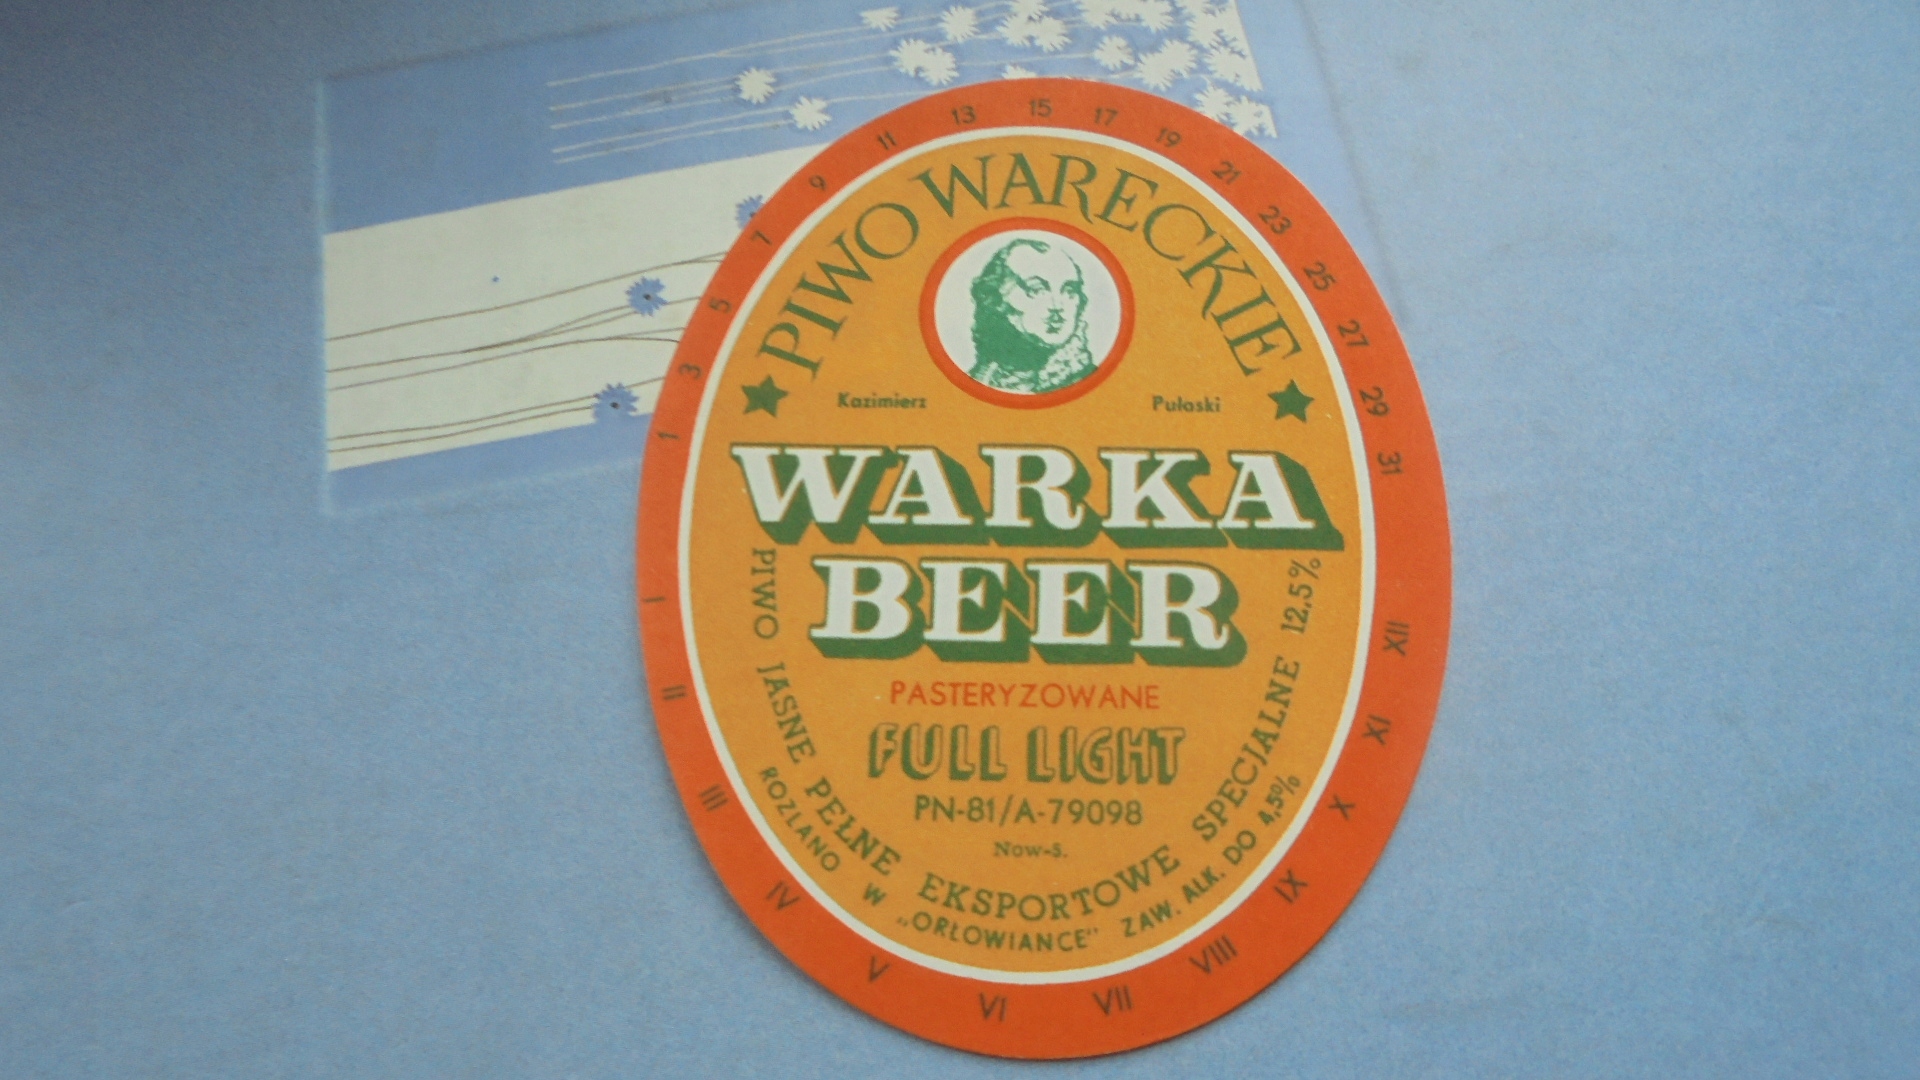 1 3 5 7 9 11 13 15 17 19 21 23 25 27 29 31
PIWO WARECKIE
Kazimierz Pułaski
WARKA
BEER
PASTERYZOWANE
FULL LIGHT
PN-81/A-79098
Now-5.
PIWO JASNE PEŁNE EKSPORTOWE SPECJALNE 12,5%
ROZLANO W „ORŁOWIANCE” ZAW. ALK. DO 4,5%
I II III IV V VI VII VIII IX X XI XII